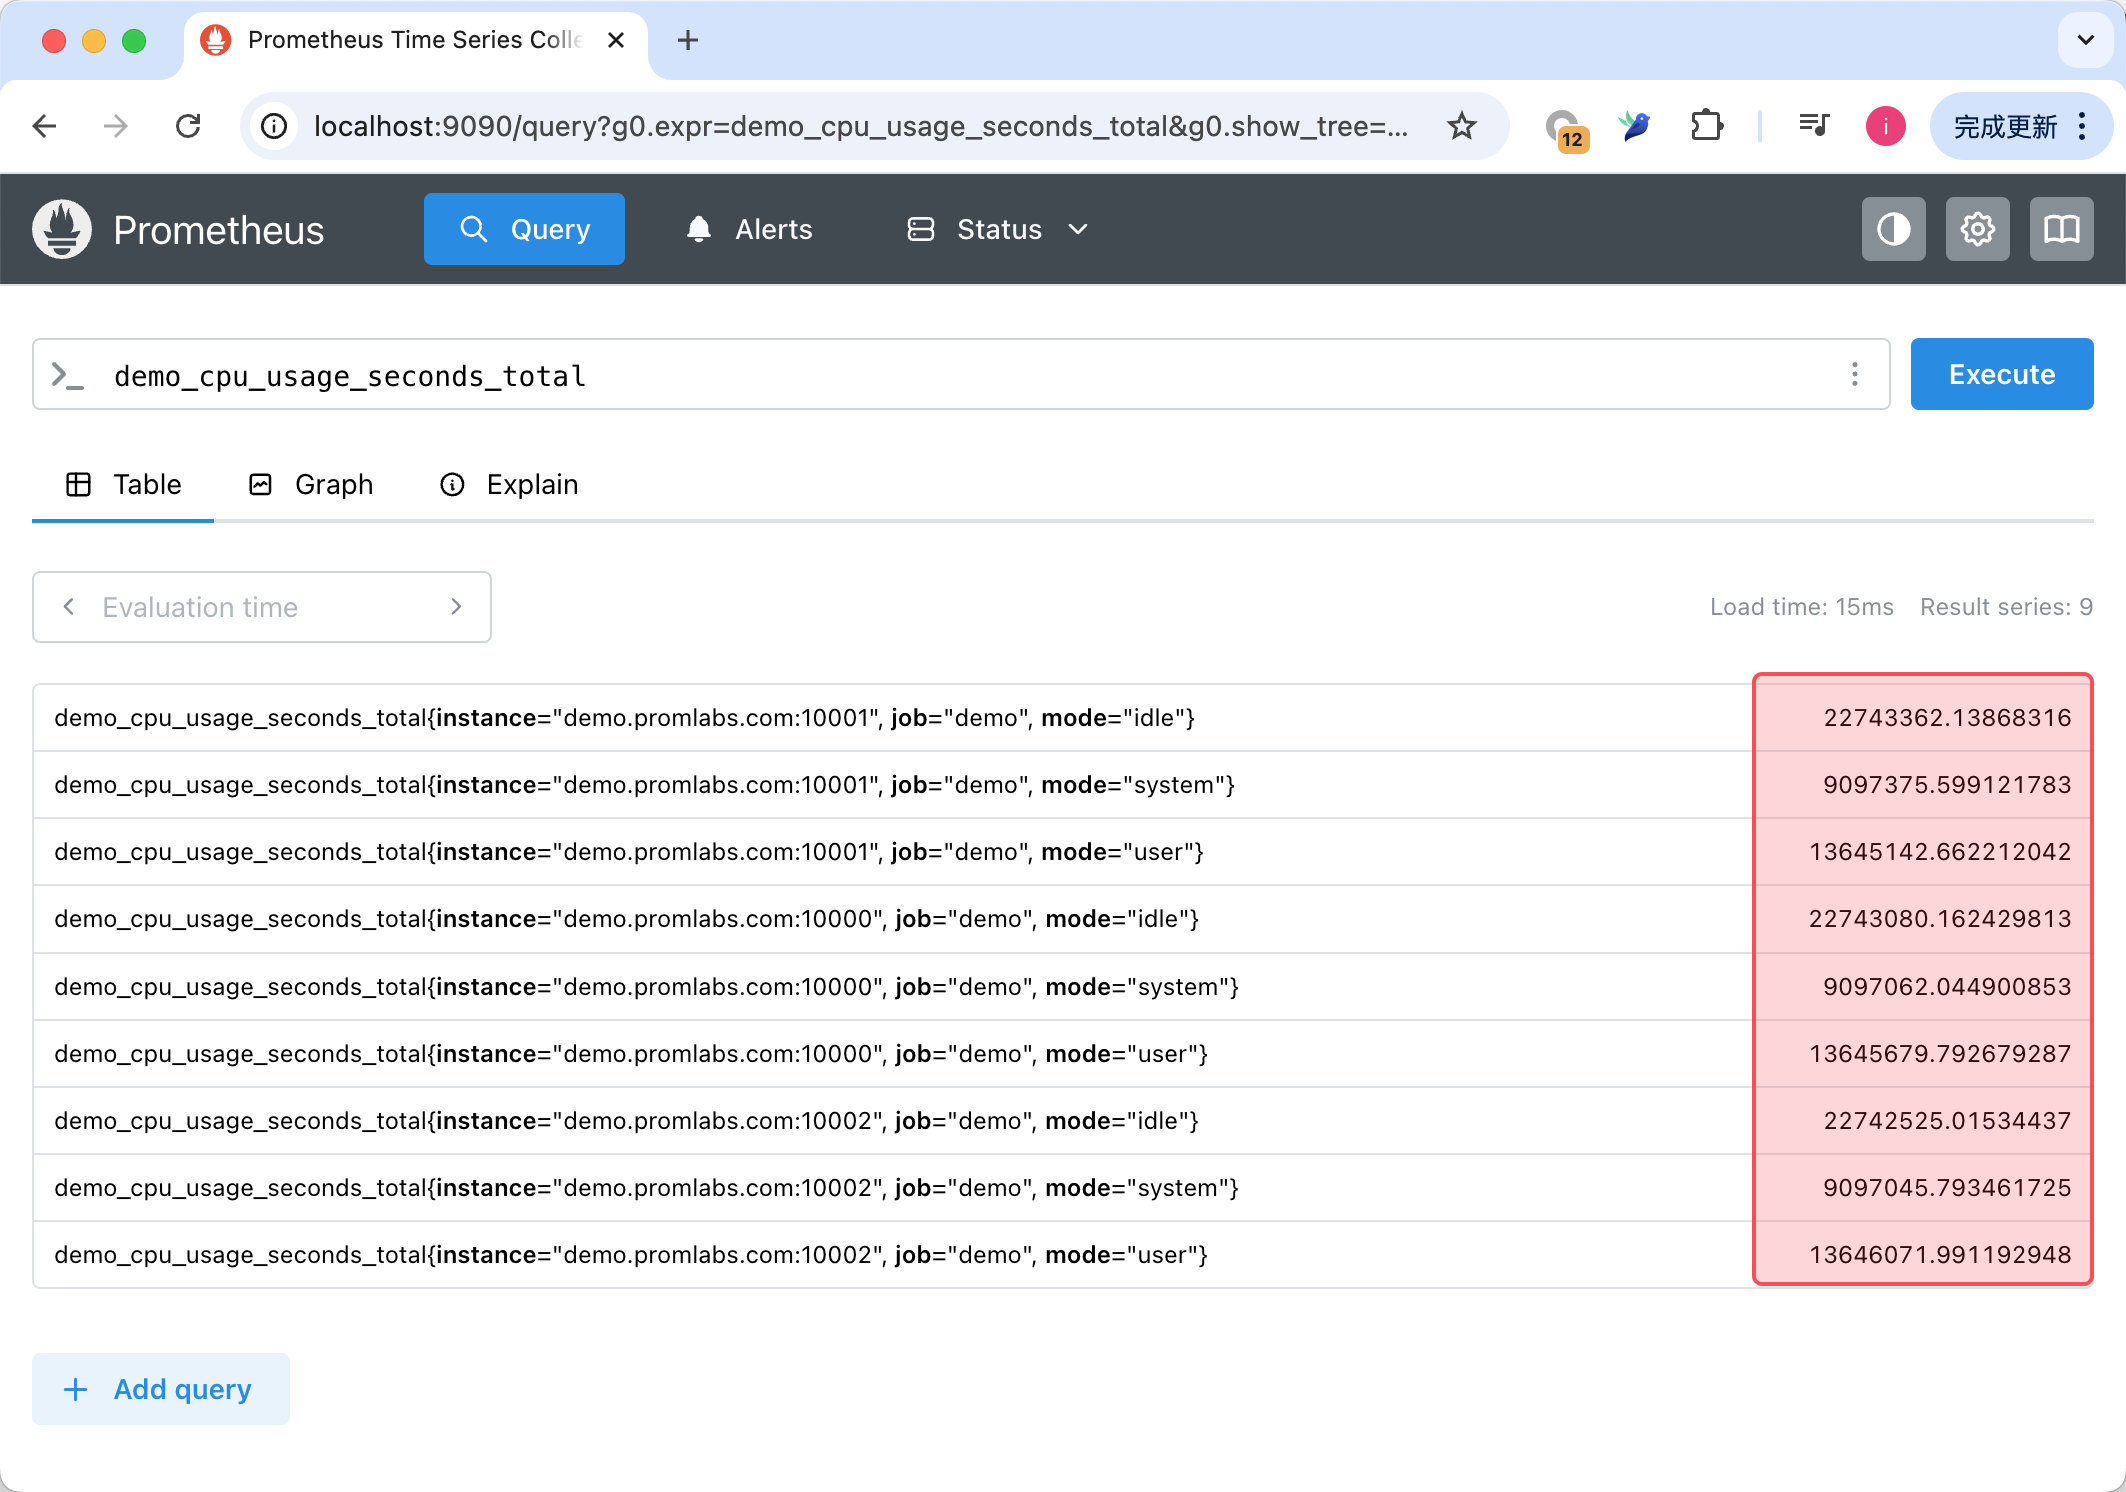 Prometheus Time Series Colle
localhost:9090/query?g0.expr=demo_cpu_usage_seconds_total&g0.show_tree=...
12
i
完成更新
Prometheus
Query
Alerts
Status
demo_cpu_usage_seconds_total
Execute
Table
Graph
Explain
Evaluation time
Load time: 15ms Result series: 9
demo_cpu_usage_seconds_total{instance="demo.promlabs.com:10001", job="demo", mode="idle"} 22743362.13868316
demo_cpu_usage_seconds_total{instance="demo.promlabs.com:10001", job="demo", mode="system"} 9097375.599121783
demo_cpu_usage_seconds_total{instance="demo.promlabs.com:10001", job="demo", mode="user"} 13645142.662212042
demo_cpu_usage_seconds_total{instance="demo.promlabs.com:10000", job="demo", mode="idle"} 22743080.162429813
demo_cpu_usage_seconds_total{instance="demo.promlabs.com:10000", job="demo", mode="system"} 9097062.044900853
demo_cpu_usage_seconds_total{instance="demo.promlabs.com:10000", job="demo", mode="user"} 13645679.792679287
demo_cpu_usage_seconds_total{instance="demo.promlabs.com:10002", job="demo", mode="idle"} 22742525.01534437
demo_cpu_usage_seconds_total{instance="demo.promlabs.com:10002", job="demo", mode="system"} 9097045.793461725
demo_cpu_usage_seconds_total{instance="demo.promlabs.com:10002", job="demo", mode="user"} 13646071.991192948
Add query